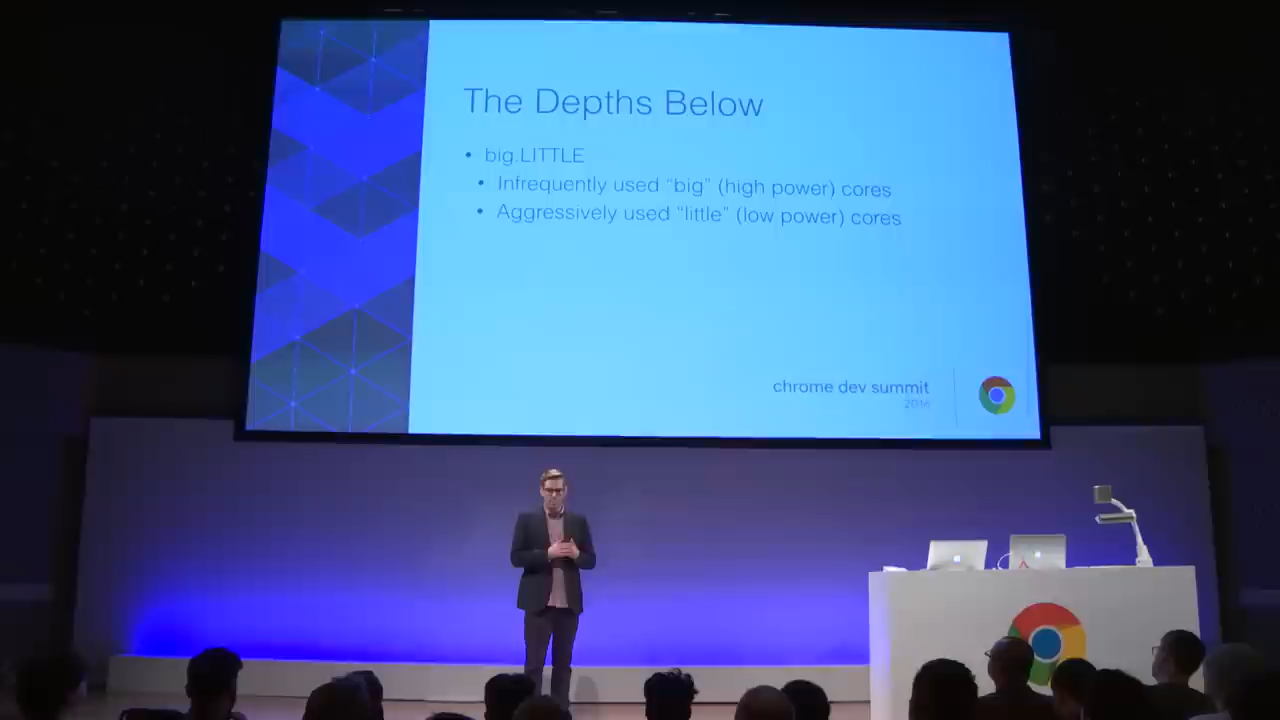 The Depths Below
• big.LITTLE
• Infrequently used “big” (high power) cores
• Aggressively used “little” (low power) cores
chrome dev summit
2016